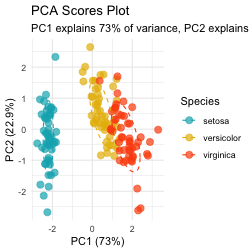 PCA Scores Plot
PC1 explains 73% of variance, PC2 explains
PC2 (22.9%)
2
1
0
-1
-2
-2
0
2
PC1 (73%)
Species
setosa
versicolor
virginica